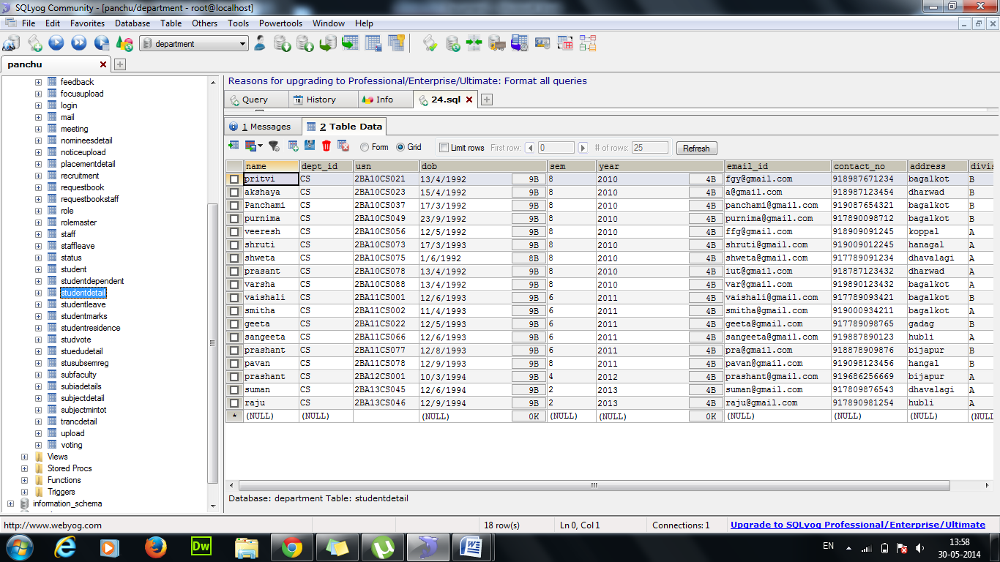 SQLyog Community - [panchu/department - root@localhost]
File Edit Favorites Database Table Others Tools Powertools Window Help
department
panchu
feedback
focusupload
login
mail
meeting
nomineesdetail
noticeupload
placementdetail
recruitment
requestbook
requestbookstaff
role
rolemaster
staff
staffleave
status
student
studentdependent
studentdetail
studentleave
studentmarks
studentresidence
studvote
stuedudetail
stusubsemreg
subfaculty
subiadetails
subjectdetail
subjectmintot
trancdetail
upload
voting
Views
Stored Procs
Functions
Triggers
information_schema
Reasons for upgrading to Professional/Enterprise/Ultimate: Format all queries
Query History Info 24.sql
1 Messages 2 Table Data
Form Grid Limit rows First row: 0 # of rows: 25 Refresh
name dept_id usn dob sem year email_id contact_no address divis
pritvi CS 2BA10CS021 13/4/1992 9B 8 2010 4B fgy@gmail.com 918987671234 bagalkot B
akshaya CS 2BA10CS023 15/4/1992 9B 8 2010 4B a@gmail.com 918987123454 dharwad B
Panchami CS 2BA10CS037 17/3/1992 9B 8 2010 4B panchami@gmail.com 919087654321 bagalkot B
purnima CS 2BA10CS049 23/9/1992 9B 8 2010 4B purnima@gmail.com 917890098712 bagalkot B
veeresh CS 2BA10CS056 12/5/1992 9B 8 2010 4B ffg@gmail.com 918909091245 koppal A
shruti CS 2BA10CS073 17/3/1993 9B 8 2010 4B shruti@gmail.com 919009012245 hanagal A
shweta CS 2BA10CS075 1/6/1992 8B 8 2010 4B shweta@gmail.com 917789091234 dhavalagi A
prasant CS 2BA10CS078 13/4/1992 9B 8 2010 4B iut@gmail.com 918787123432 dharwad A
varsha CS 2BA10CS088 13/4/1992 9B 8 2010 4B var@gmail.com 919890123432 bagalkot A
vaishali CS 2BA11CS001 12/6/1993 9B 6 2011 4B vaishali@gmail.com 917789093421 bagalkot B
smitha CS 2BA11CS002 11/4/1993 9B 6 2011 4B smitha@gmail.com 919000934211 bagalkot A
geeta CS 2BA11CS022 12/5/1993 9B 6 2011 4B geeta@gmail.com 917789098765 gadag B
sangeeta CS 2BA11CS066 12/6/1993 9B 6 2011 4B sangeeta@gmail.com 919887890123 hubli A
prashant CS 2BA11CS077 12/8/1993 9B 6 2011 4B pra@gmail.com 918878909876 bijapur B
pavan CS 2BA11CS078 12/9/1993 9B 8 2011 4B pavan@gmail.com 919098123456 hangal B
prashant CS 2BA12CS001 10/3/1994 9B 4 2012 4B prashant@gmail.com 919686256669 bijapur A
suman CS 2BA13CS045 12/6/1994 9B 2 2013 4B suman@gmail.com 917809876543 dhavalagi A
raju CS 2BA13CS046 12/9/1994 9B 2 2013 4B raju@gmail.com 917890981254 hubli A
* (NULL) (NULL) (NULL) 0K (NULL) (NULL) 0K (NULL) (NULL) (NULL) (NULL
Database: department Table: studentdetail
http://www.webyog.com 18 row(s) Ln 0, Col 1 Connections: 1 Upgrade to SQLyog Professional/Enterprise/Ultimate
Dw
EN
13:58
30-05-2014